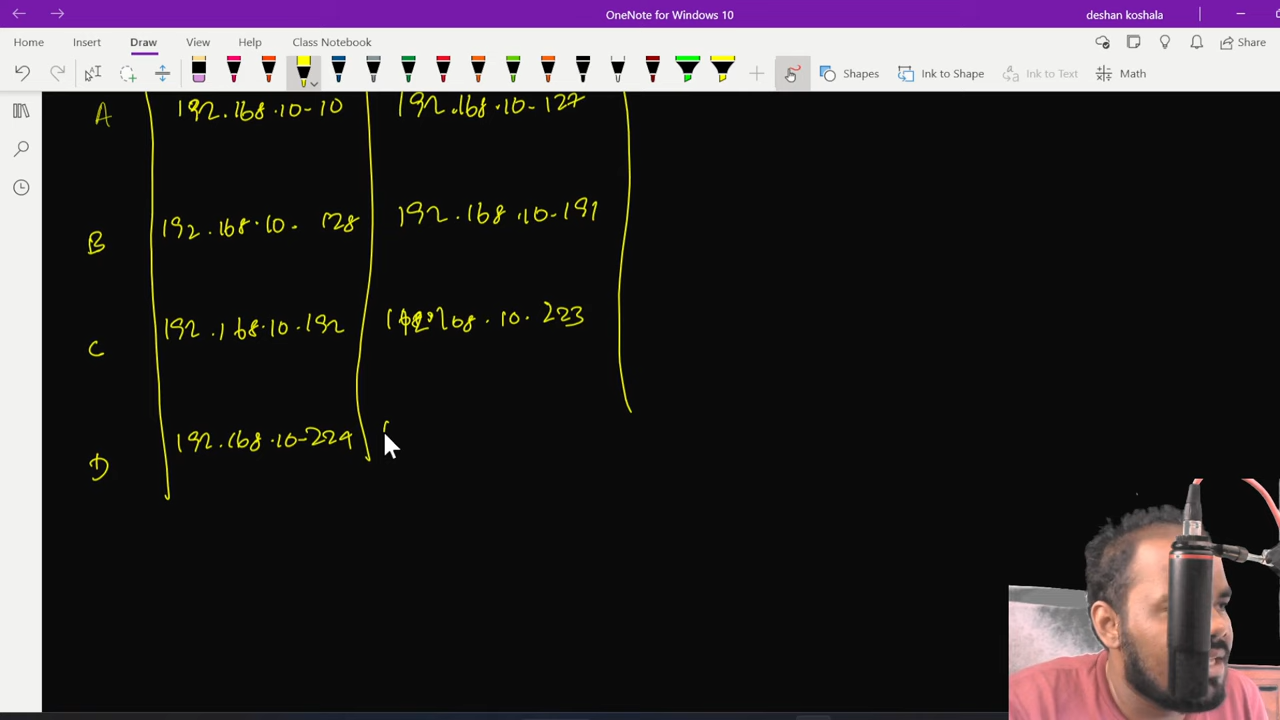 OneNote for Windows 10
deshan koshala
Home Insert Draw View Help Class Notebook
Share
Shapes Ink to Shape Ink to Text Math
A 192.168.10-10 192.168.10-127
B 192.168.10. 128 192.168.10-191
C 192.168.10.192 168.10.223
D 192.168.10-224